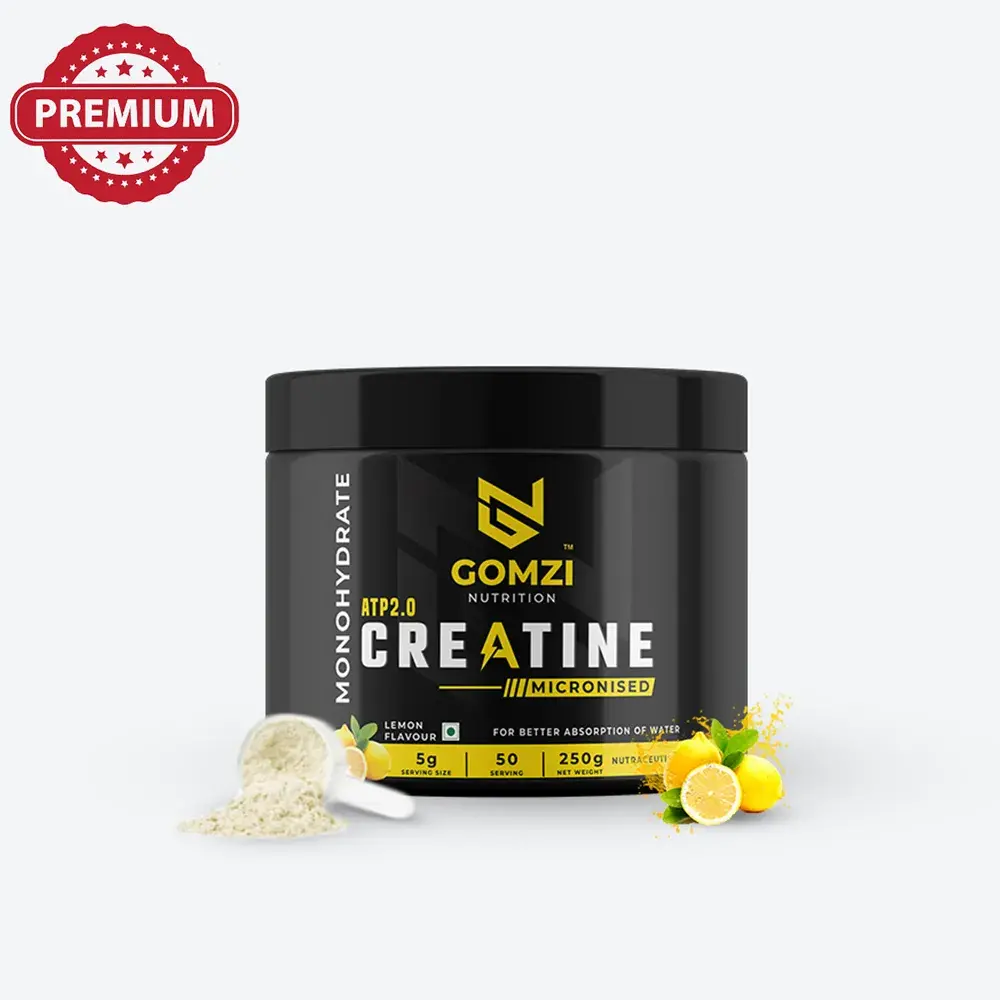 PREMIUM
MONOHYDRATE
GOMZI
TM
NUTRITION
ATP2.0
CREATINE
MICRONISED
LEMON
FLAVOUR
FOR BETTER ABSORPTION OF WATER
5g
SERVING SIZE
50
SERVING
250g
NET WEIGHT